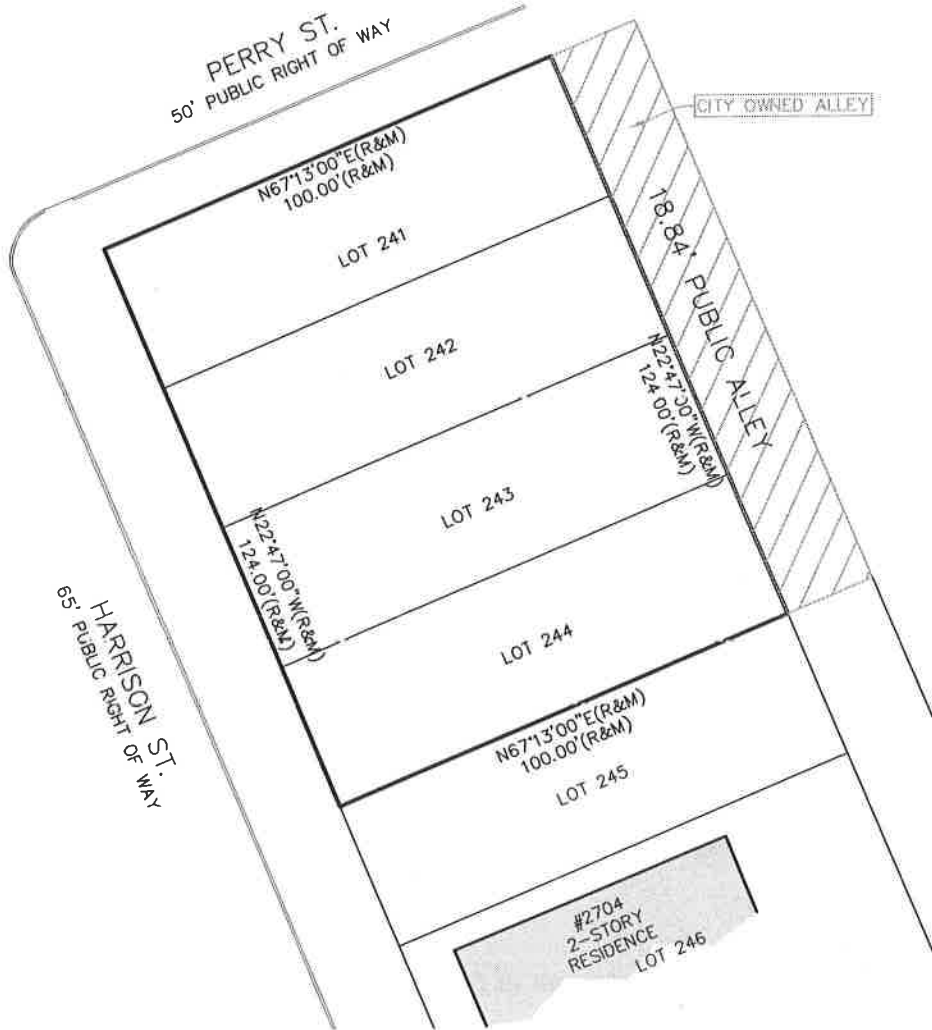 PERRY ST.
50' PUBLIC RIGHT OF WAY
CITY OWNED ALLEY
N67°13'00"E(R&M)
100.00'(R&M)
LOT 241
18.84' PUBLIC ALLEY
LOT 242
N22°47'00"W(R&M)
124.00'(R&M)
LOT 243
N22°47'00"W(R&M)
124.00'(R&M)
HARRISON ST.
65' PUBLIC RIGHT OF WAY
LOT 244
N67°13'00"E(R&M)
100.00'(R&M)
LOT 245
#2704
2-STORY
RESIDENCE
LOT 246